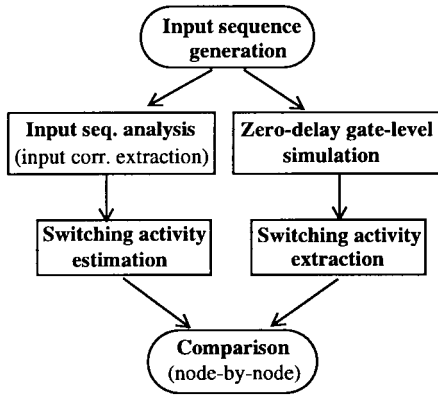 Input sequence
generation
Input seq. analysis
(input corr. extraction)
Zero-delay gate-level
simulation
Switching activity
estimation
Switching activity
extraction
Comparison
(node-by-node)